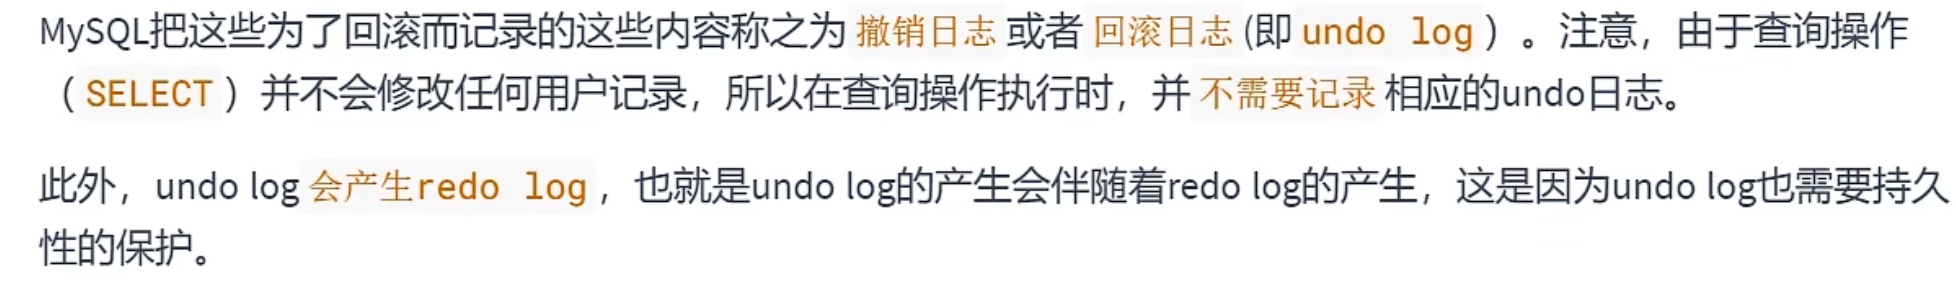 MySQL把这些为了回滚而记录的这些内容称之为 撤销日志 或者 回滚日志 (即 undo log ) 。注意，由于查询操作
（ SELECT ）并不会修改任何用户记录，所以在查询操作执行时，并 不需要记录 相应的undo日志。
此外，undo log 会产生redo log ，也就是undo log的产生会伴随着redo log的产生，这是因为undo log也需要持久
性的保护。